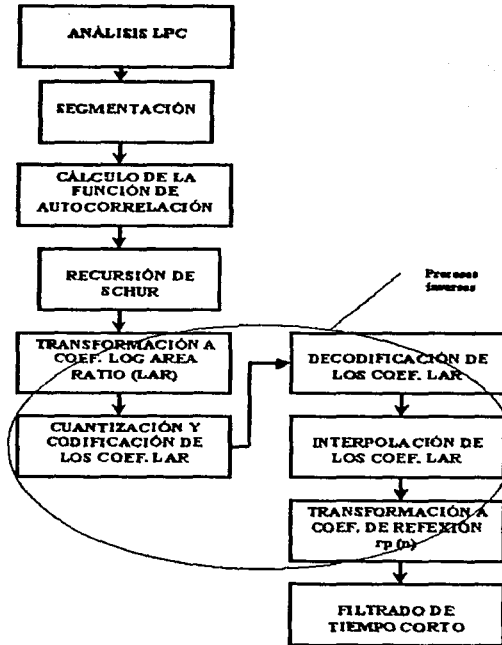 ANÁLISIS LPC
SEGMENTACIÓN
CÁLCULO DE LA
FUNCIÓN DE
AUTOCORRELACIÓN
RECURSIÓN DE
SCHUR
TRANSFORMACIÓN A
COEF. LOG AREA
RATIO (LAR)
CUANTIZACIÓN Y
CODIFICACIÓN DE
LOS COEF. LAR
Procesos
inversos
DECODIFICACIÓN DE
LOS COEF. LAR
INTERPOLACIÓN DE
LOS COEF. LAR
TRANSFORMACIÓN A
COEF. DE REFEXIÓN
rp (n)
FILTRADO DE
TIEMPO CORTO